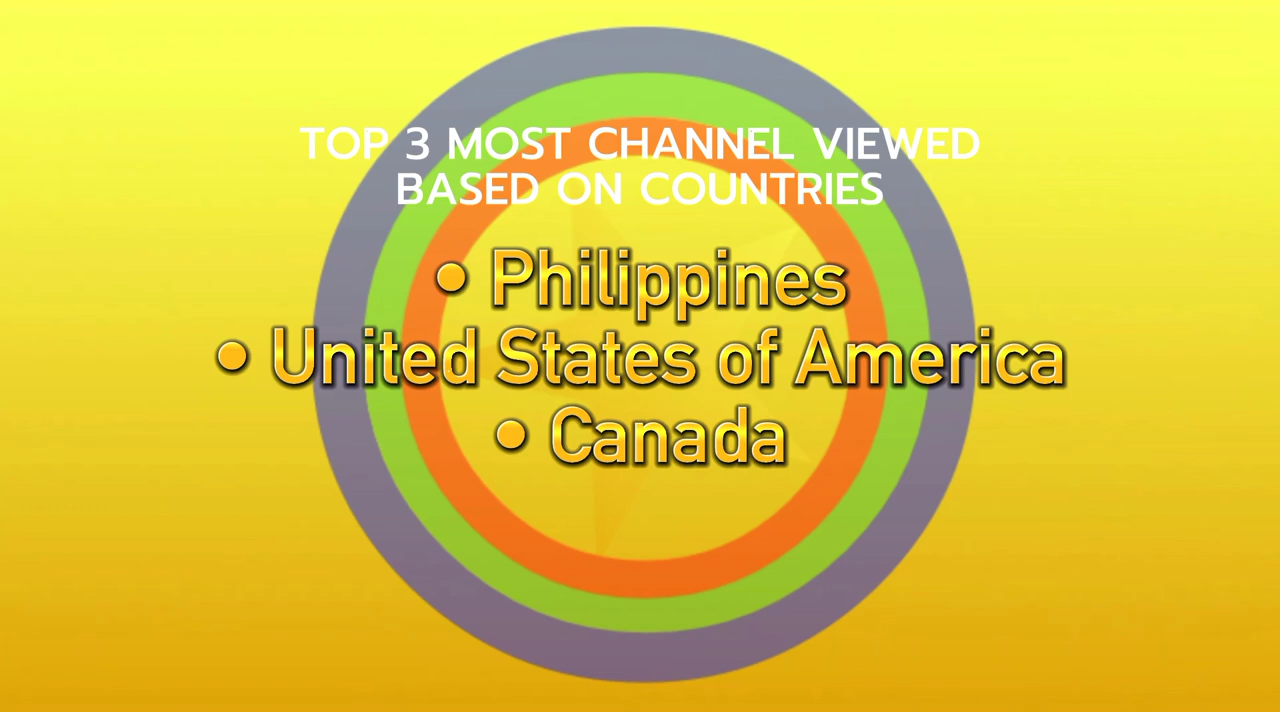 TOP 3 MOST CHANNEL VIEWED
BASED ON COUNTRIES
• Philippines
• United States of America
• Canada